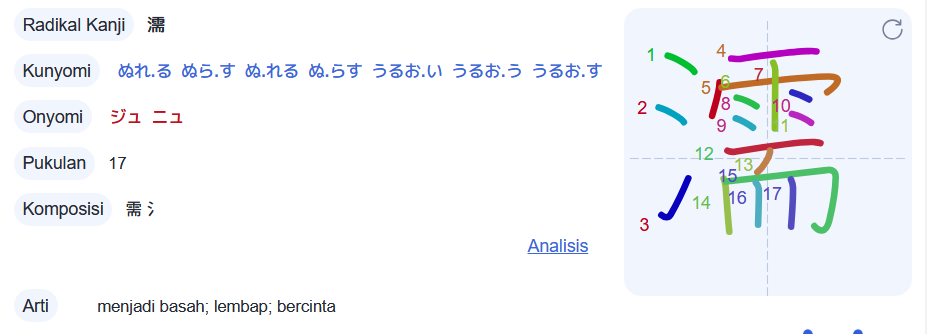 Radikal Kanji 濡
Kunyomi ぬれ.る ぬら.す ぬ.れる ぬ.らす うるお.い うるお.う うるお.す
Onyomi ジュ ニュ
Pukulan 17
Komposisi 需 氵
Analisis
Arti menjadi basah; lembap; bercinta
1
4
7
5
6
2
8
10
9
1
12
13
15
14
16
17
3